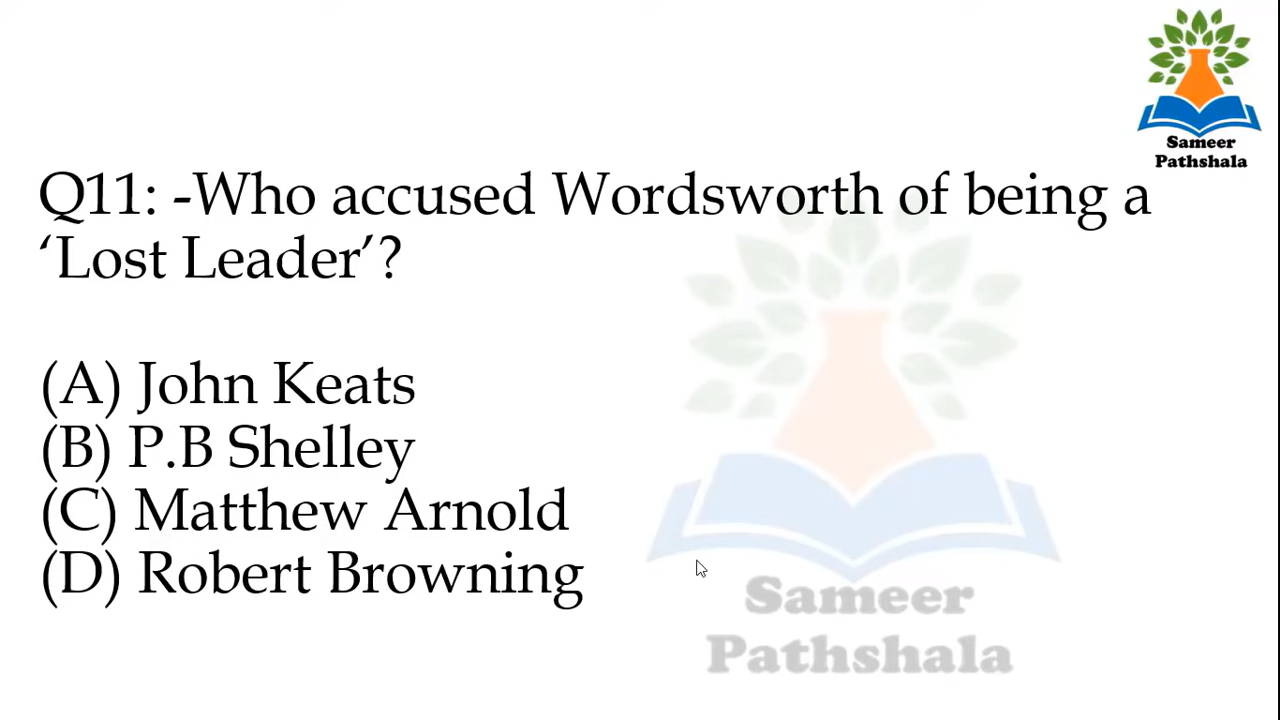 Sameer
Pathshala
Q11: -Who accused Wordsworth of being a
‘Lost Leader’?
(A) John Keats
(B) P.B Shelley
(C) Matthew Arnold
(D) Robert Browning
Sameer
Pathshala